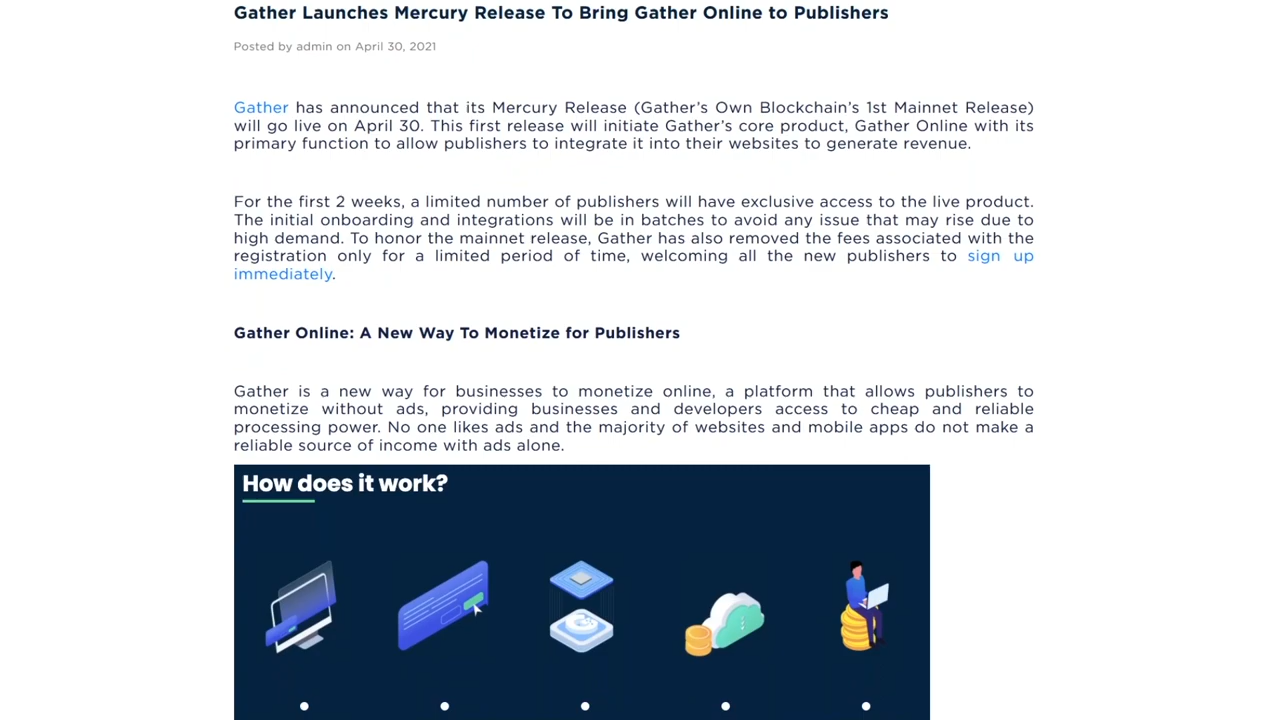 Gather Launches Mercury Release To Bring Gather Online to Publishers
Posted by admin on April 30, 2021
Gather has announced that its Mercury Release (Gather's Own Blockchain's 1st Mainnet Release)
will go live on April 30. This first release will initiate Gather's core product, Gather Online with its
primary function to allow publishers to integrate it into their websites to generate revenue.
For the first 2 weeks, a limited number of publishers will have exclusive access to the live product.
The initial onboarding and integrations will be in batches to avoid any issue that may rise due to
high demand. To honor the mainnet release, Gather has also removed the fees associated with the
registration only for a limited period of time, welcoming all the new publishers to sign up
immediately.
Gather Online: A New Way To Monetize for Publishers
Gather is a new way for businesses to monetize online, a platform that allows publishers to
monetize without ads, providing businesses and developers access to cheap and reliable
processing power. No one likes ads and the majority of websites and mobile apps do not make a
reliable source of income with ads alone.
How does it work?